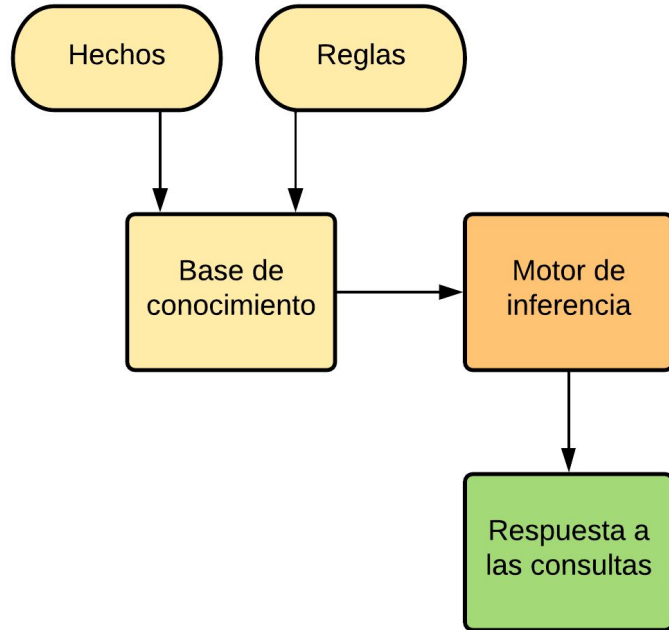 Hechos
Reglas
Base de
conocimiento
Motor de
inferencia
Respuesta a
las consultas